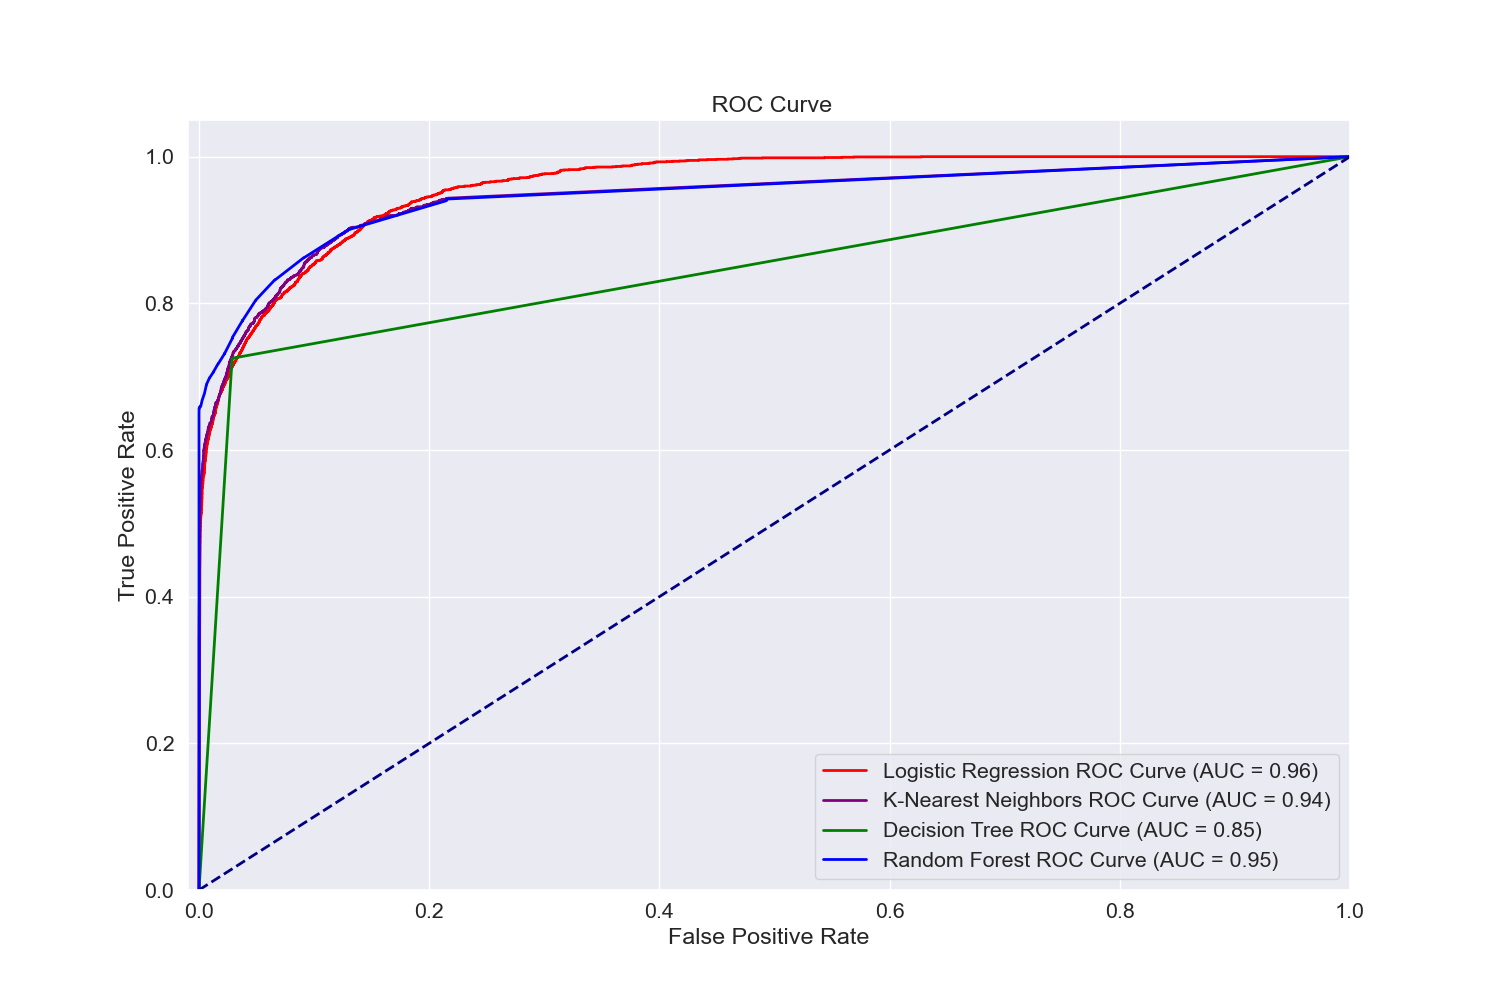 ROC Curve
1.0
0.8
0.6
0.4
0.2
0.0
True Positive Rate
0.0 0.2 0.4 0.6 0.8 1.0
False Positive Rate
Logistic Regression ROC Curve (AUC = 0.96)
K-Nearest Neighbors ROC Curve (AUC = 0.94)
Decision Tree ROC Curve (AUC = 0.85)
Random Forest ROC Curve (AUC = 0.95)